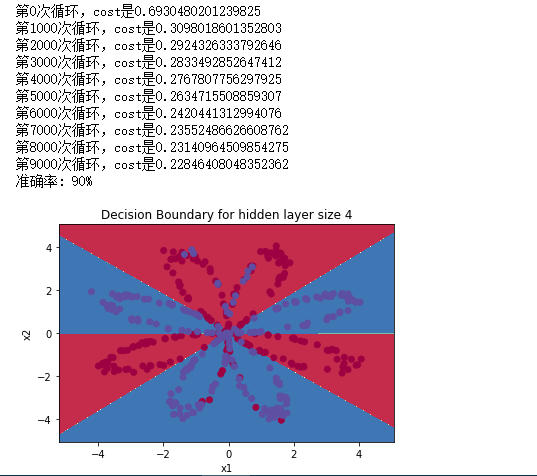 第0次循环，cost是0.6930480201239825
第1000次循环，cost是0.3098018601352803
第2000次循环，cost是0.2924326333792646
第3000次循环，cost是0.2833492852647412
第4000次循环，cost是0.2767807756297925
第5000次循环，cost是0.2634715508859307
第6000次循环，cost是0.2420441312994076
第7000次循环，cost是0.23552486626608762
第8000次循环，cost是0.23140964509854275
第9000次循环，cost是0.22846408048352362
准确率: 90%
Decision Boundary for hidden layer size 4
4
2
0
−2
−4
x2
−4 −2 0 2 4
x1